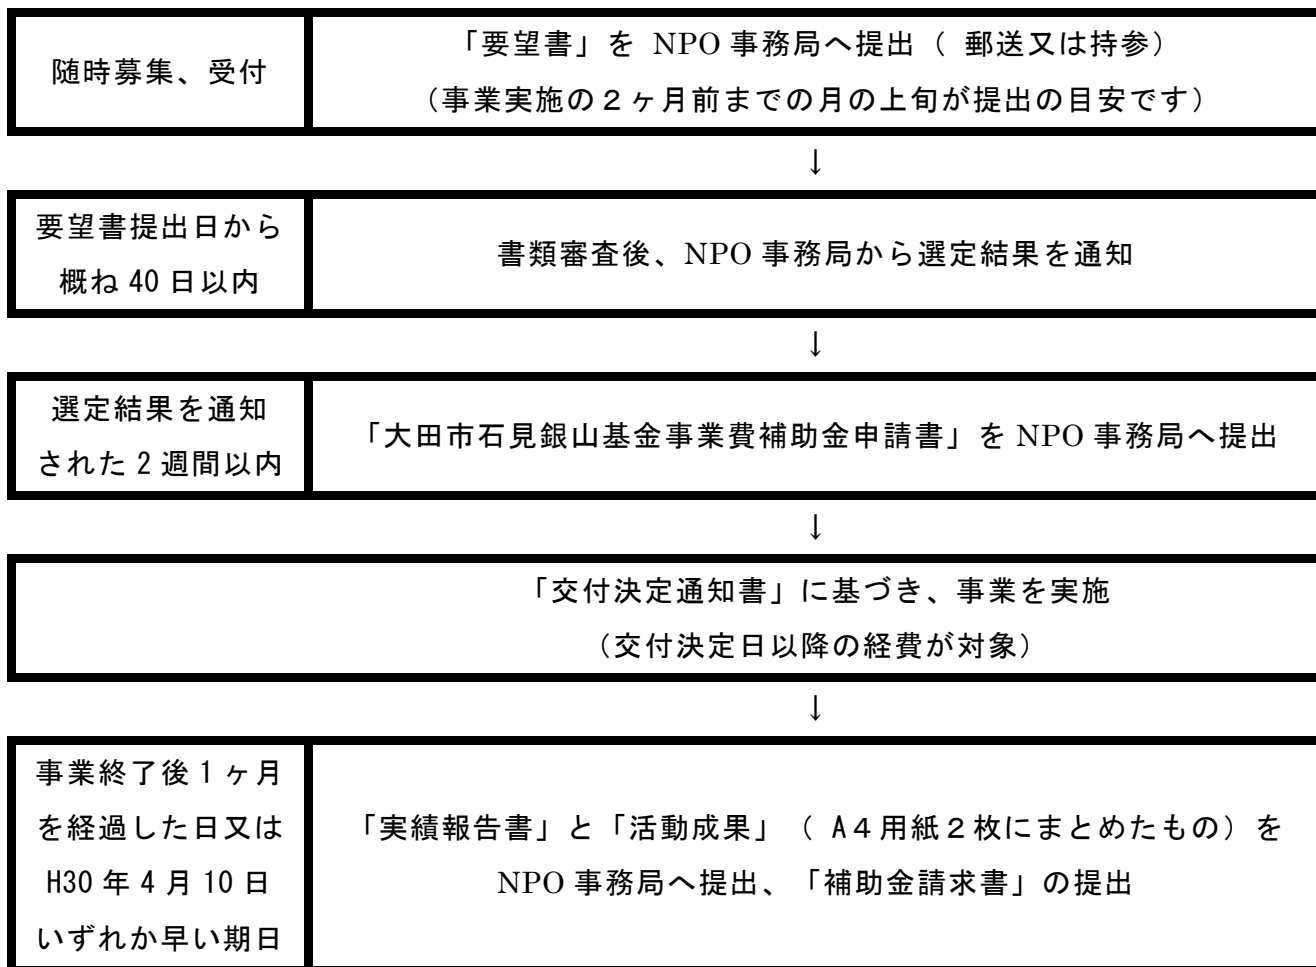 随時募集、受付
「要望書」を NPO 事務局へ提出（ 郵送又は持参）
（事業実施の２ヶ月前までの月の上旬が提出の目安です）
↓
要望書提出日から
概ね 40 日以内
書類審査後、NPO 事務局から選定結果を通知
↓
選定結果を通知
された 2 週間以内
「大田市石見銀山基金事業費補助金申請書」を NPO 事務局へ提出
↓
「交付決定通知書」に基づき、事業を実施
（交付決定日以降の経費が対象）
↓
事業終了後 1 ヶ月
を経過した日又は
H30 年 4 月 10 日
いずれか早い期日
「実績報告書」と「活動成果」（ A４用紙２枚にまとめたもの）を
NPO 事務局へ提出、「補助金請求書」の提出